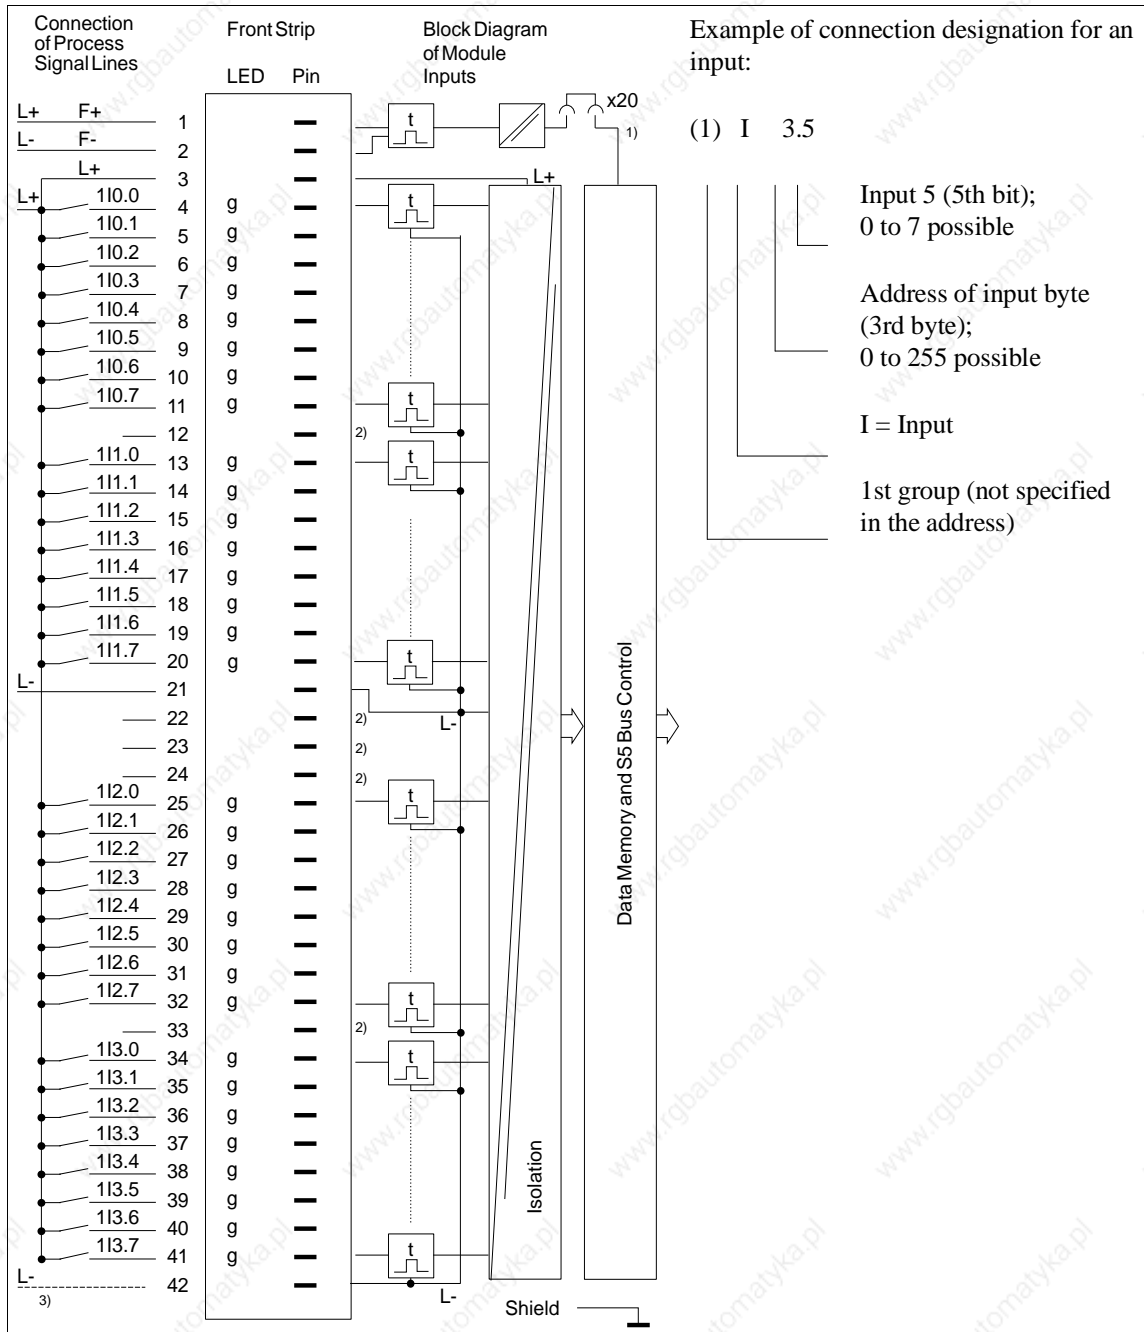 Connection
of Process
Signal Lines
Front Strip
LED Pin
Block Diagram
of Module
Inputs
Example of connection designation for an
input:
(1) I 3.5
Input 5 (5th bit);
0 to 7 possible
Address of input byte
(3rd byte);
0 to 255 possible
I = Input
1st group (not specified
in the address)
x20
1)
L+ F+ 1 t
L- F- 2
L+ 3 L+
L+ 1I0.0 4 g t
1I0.1 5 g
1I0.2 6 g
1I0.3 7 g
1I0.4 8 g
1I0.5 9 g
1I0.6 10 g
1I0.7 11 g t
12 2)
1I1.0 13 g t
1I1.1 14 g
1I1.2 15 g
1I1.3 16 g
1I1.4 17 g
1I1.5 18 g
1I1.6 19 g
1I1.7 20 g t
L- 21
22 2) L-
23 2)
24 2)
1I2.0 25 g t
1I2.1 26 g
1I2.2 27 g
1I2.3 28 g
1I2.4 29 g
1I2.5 30 g
1I2.6 31 g
1I2.7 32 g t
33 2)
1I3.0 34 g t
1I3.1 35 g
1I3.2 36 g
1I3.3 37 g
1I3.4 38 g
1I3.5 39 g
1I3.6 40 g
1I3.7 41 g t
L- 42 L-
3)
Isolation
Data Memory and S5 Bus Control
Shield
www.rgbautomatyka.pl